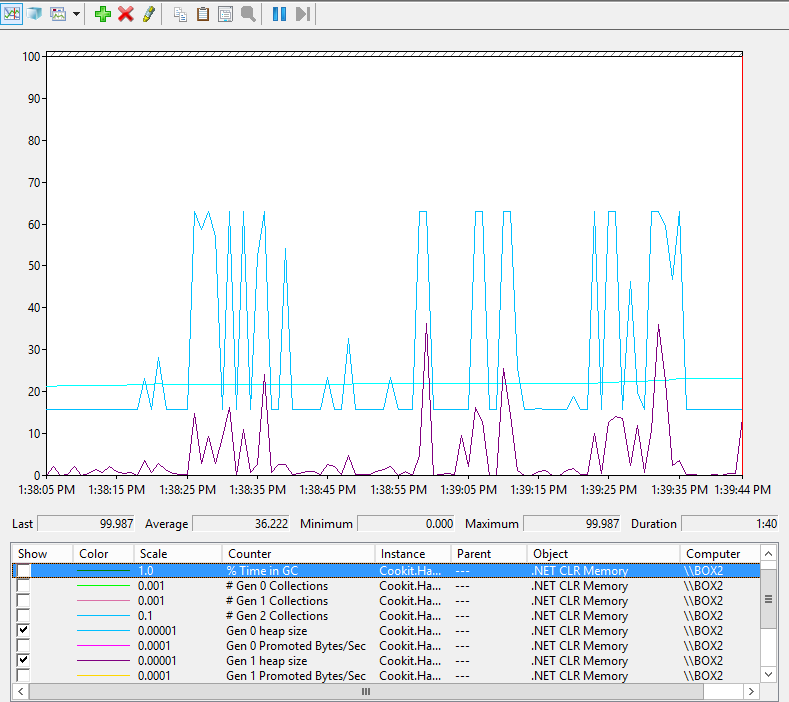 100
90
80
70
60
50
40
30
20
10
0
1:38:05 PM 1:38:15 PM 1:38:25 PM 1:38:35 PM 1:38:45 PM 1:38:55 PM 1:39:05 PM 1:39:15 PM 1:39:25 PM 1:39:35 PM 1:39:44 PM
Last 99.987 Average 36.222 Minimum 0.000 Maximum 99.987 Duration 1:40
Show Color Scale Counter Instance Parent Object Computer
1.0 % Time in GC Cookit.Ha... --- .NET CLR Memory \\BOX2
0.001 # Gen 0 Collections Cookit.Ha... --- .NET CLR Memory \\BOX2
0.001 # Gen 1 Collections Cookit.Ha... --- .NET CLR Memory \\BOX2
0.1 # Gen 2 Collections Cookit.Ha... --- .NET CLR Memory \\BOX2
0.00001 Gen 0 heap size Cookit.Ha... --- .NET CLR Memory \\BOX2
0.0001 Gen 0 Promoted Bytes/Sec Cookit.Ha... --- .NET CLR Memory \\BOX2
0.00001 Gen 1 heap size Cookit.Ha... --- .NET CLR Memory \\BOX2
0.0001 Gen 1 Promoted Bytes/Sec Cookit.Ha... --- .NET CLR Memory \\BOX2